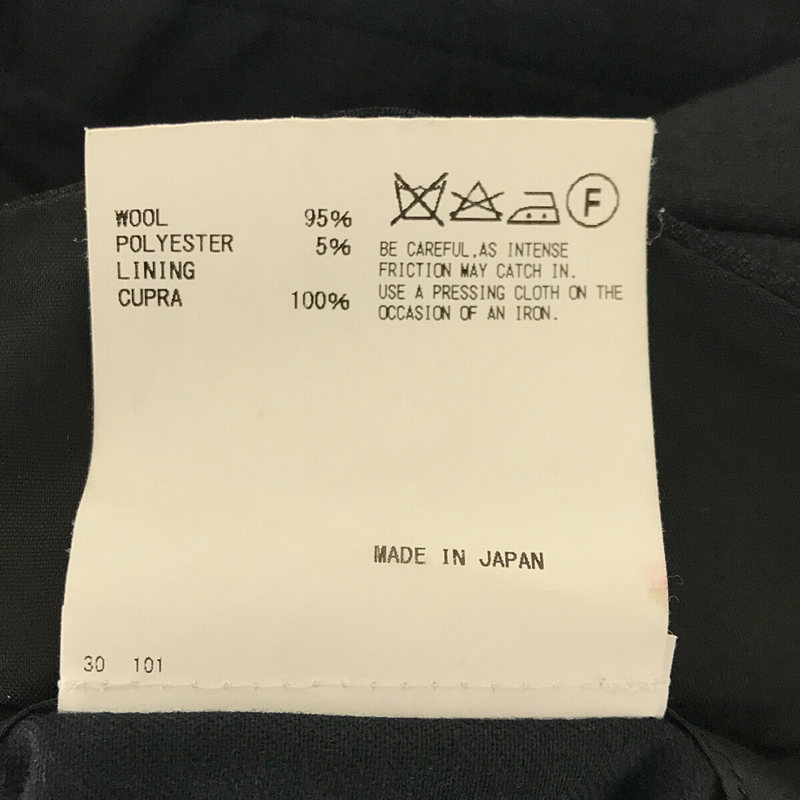 WOOL 95%
POLYESTER 5%
LINING
CUPRA 100%
F
BE CAREFUL,AS INTENSE
FRICTION MAY CATCH IN.
USE A PRESSING CLOTH ON THE
OCCASION OF AN IRON.
MADE IN JAPAN
30 101